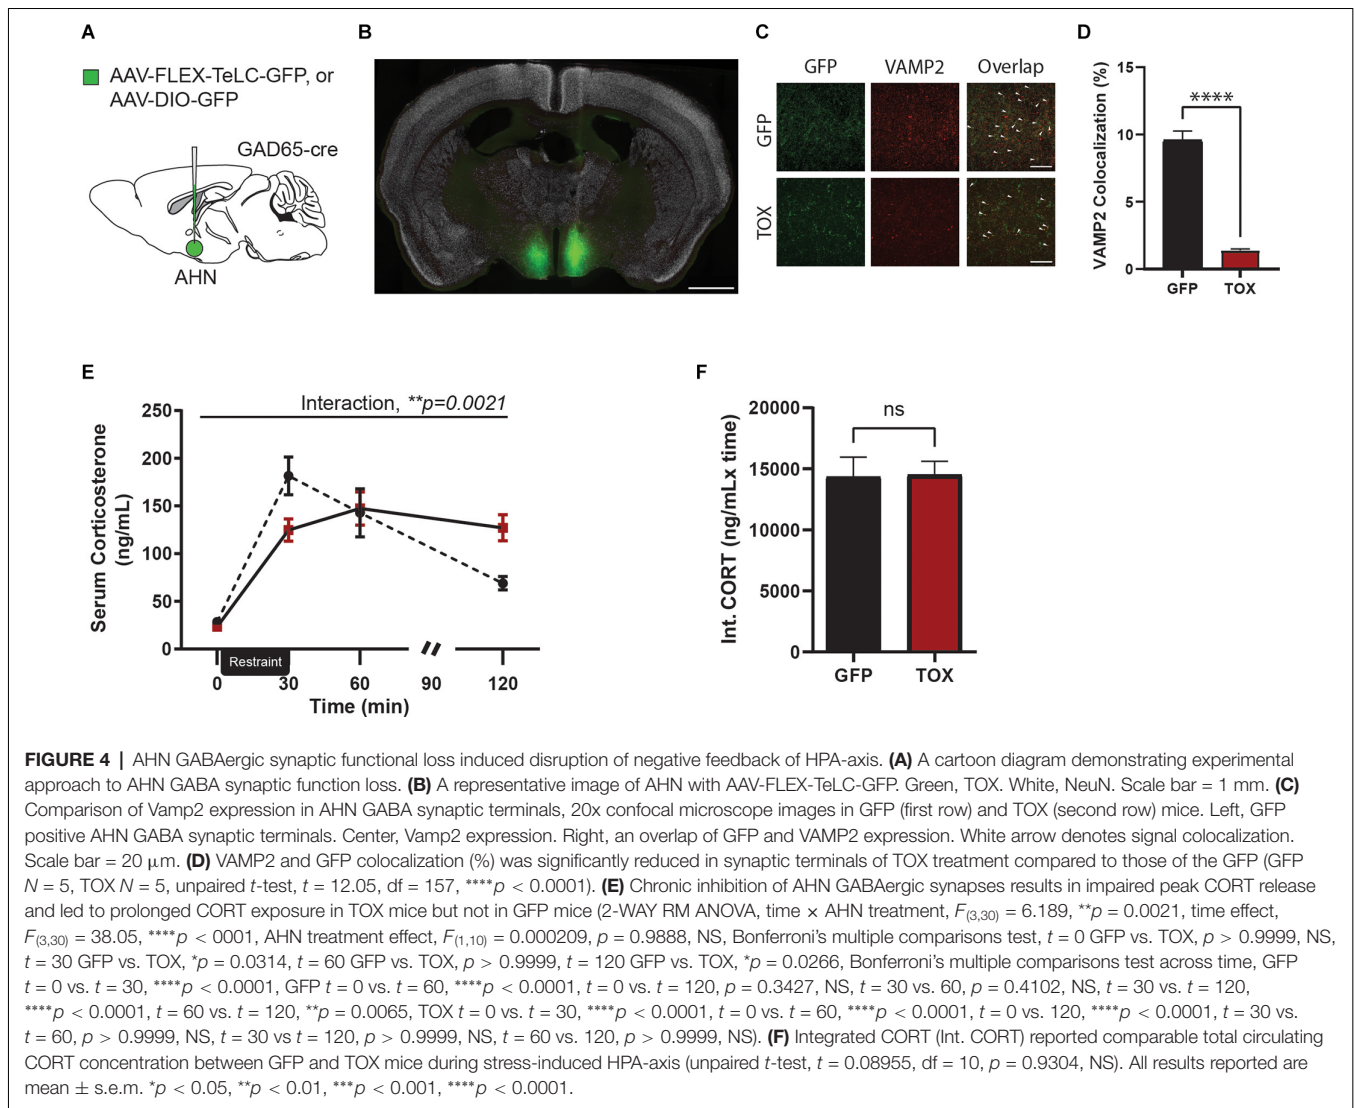 A
AAV-FLEX-TeLC-GFP, or
AAV-DIO-GFP
GAD65-cre
AHN
B
C
GFP VAMP2 Overlap
GFP
TOX
D
VAMP2 Colocalization (%)
15
10
5
0
****
GFP TOX
E
Interaction, **p=0.0021
Serum Corticosterone
(ng/mL)
250
200
150
100
50
0
Restraint
0 30 60 90 120
Time (min)
F
Int. CORT (ng/mLx time)
20000
15000
10000
5000
0
ns
GFP TOX
FIGURE 4 | AHN GABAergic synaptic functional loss induced disruption of negative feedback of HPA-axis. (A) A cartoon diagram demonstrating experimental
approach to AHN GABA synaptic function loss. (B) A representative image of AHN with AAV-FLEX-TeLC-GFP. Green, TOX. White, NeuN. Scale bar = 1 mm. (C)
Comparison of Vamp2 expression in AHN GABA synaptic terminals, 20x confocal microscope images in GFP (first row) and TOX (second row) mice. Left, GFP
positive AHN GABA synaptic terminals. Center, Vamp2 expression. Right, an overlap of GFP and VAMP2 expression. White arrow denotes signal colocalization.
Scale bar = 20 μm. (D) VAMP2 and GFP colocalization (%) was significantly reduced in synaptic terminals of TOX treatment compared to those of the GFP (GFP
N = 5, TOX N = 5, unpaired t-test, t = 12.05, df = 157, ****p < 0.0001). (E) Chronic inhibition of AHN GABAergic synapses results in impaired peak CORT release
and led to prolonged CORT exposure in TOX mice but not in GFP mice (2-WAY RM ANOVA, time × AHN treatment, F(3,30) = 6.189, **p = 0.0021, time effect,
F(3,30) = 38.05, ****p < 0001, AHN treatment effect, F(1,10) = 0.000209, p = 0.9888, NS, Bonferroni's multiple comparisons test, t = 0 GFP vs. TOX, p > 0.9999, NS,
t = 30 GFP vs. TOX, *p = 0.0314, t = 60 GFP vs. TOX, p > 0.9999, t = 120 GFP vs. TOX, *p = 0.0266, Bonferroni's multiple comparisons test across time, GFP
t = 0 vs. t = 30, ****p < 0.0001, GFP t = 0 vs. t = 60, ****p < 0.0001, t = 0 vs. t = 120, p = 0.3427, NS, t = 30 vs. 60, p = 0.4102, NS, t = 30 vs. t = 120,
****p < 0.0001, t = 60 vs. t = 120, **p = 0.0065, TOX t = 0 vs. t = 30, ****p < 0.0001, t = 0 vs. t = 60, ****p < 0.0001, t = 0 vs. 120, ****p < 0.0001, t = 30 vs.
t = 60, p > 0.9999, NS, t = 30 vs t = 120, p > 0.9999, NS, t = 60 vs. 120, p > 0.9999, NS). (F) Integrated CORT (Int. CORT) reported comparable total circulating
CORT concentration between GFP and TOX mice during stress-induced HPA-axis (unpaired t-test, t = 0.08955, df = 10, p = 0.9304, NS). All results reported are
mean ± s.e.m. *p < 0.05, **p < 0.01, ***p < 0.001, ****p < 0.0001.